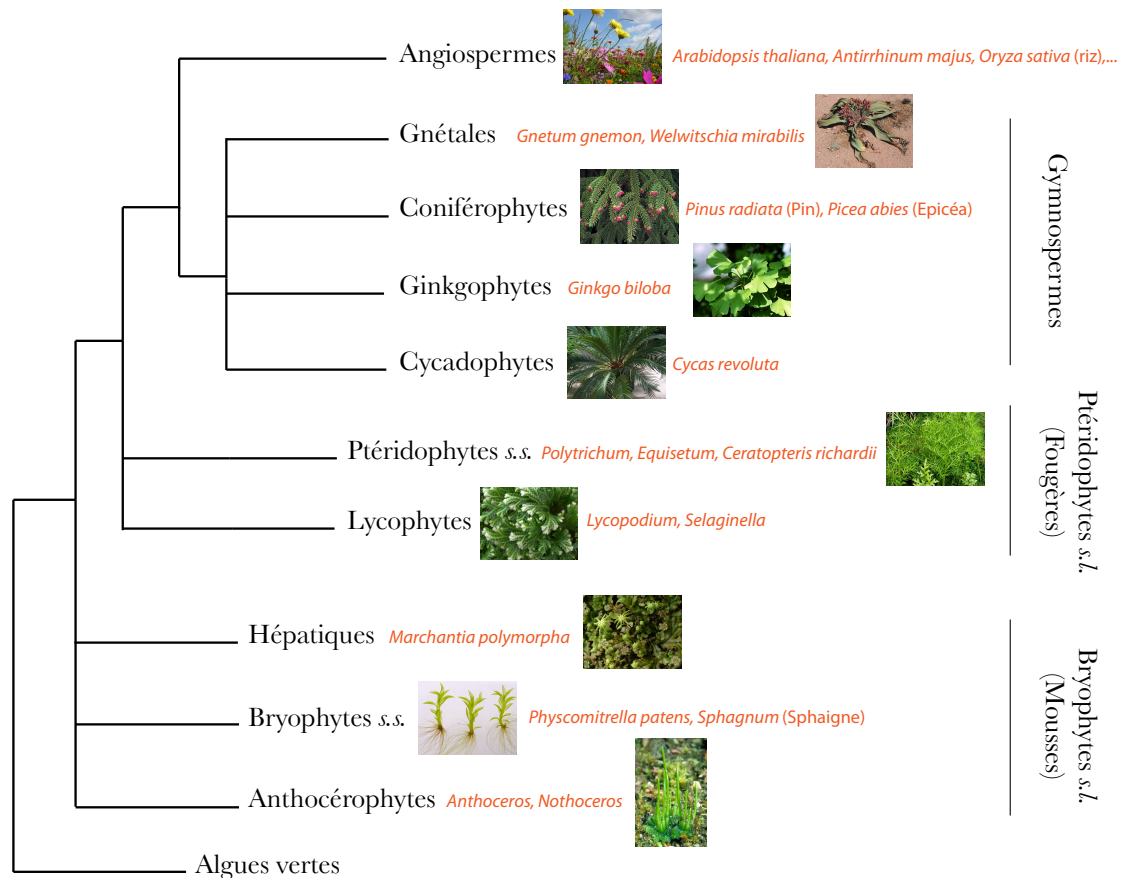 Angiospermes Arabidopsis thaliana, Antirrhinum majus, Oryza sativa (riz),...
Gnétales Gnetum gnemon, Welwitschia mirabilis
Coniférophytes Pinus radiata (Pin), Picea abies (Epicéa)
Ginkgophytes Ginkgo biloba
Cycadophytes Cycas revoluta
Gymnospermes
Ptéridophytes s.s. Polytrichum, Equisetum, Ceratopteris richardii
Lycophytes Lycopodium, Selaginella
Ptéridophytes s.l.
(Fougères)
Hépatiques Marchantia polymorpha
Bryophytes s.s. Physcomitrella patens, Sphagnum (Sphaigne)
Anthocérophytes Anthoceros, Nothoceros
Bryophytes s.l.
(Mousses)
Algues vertes